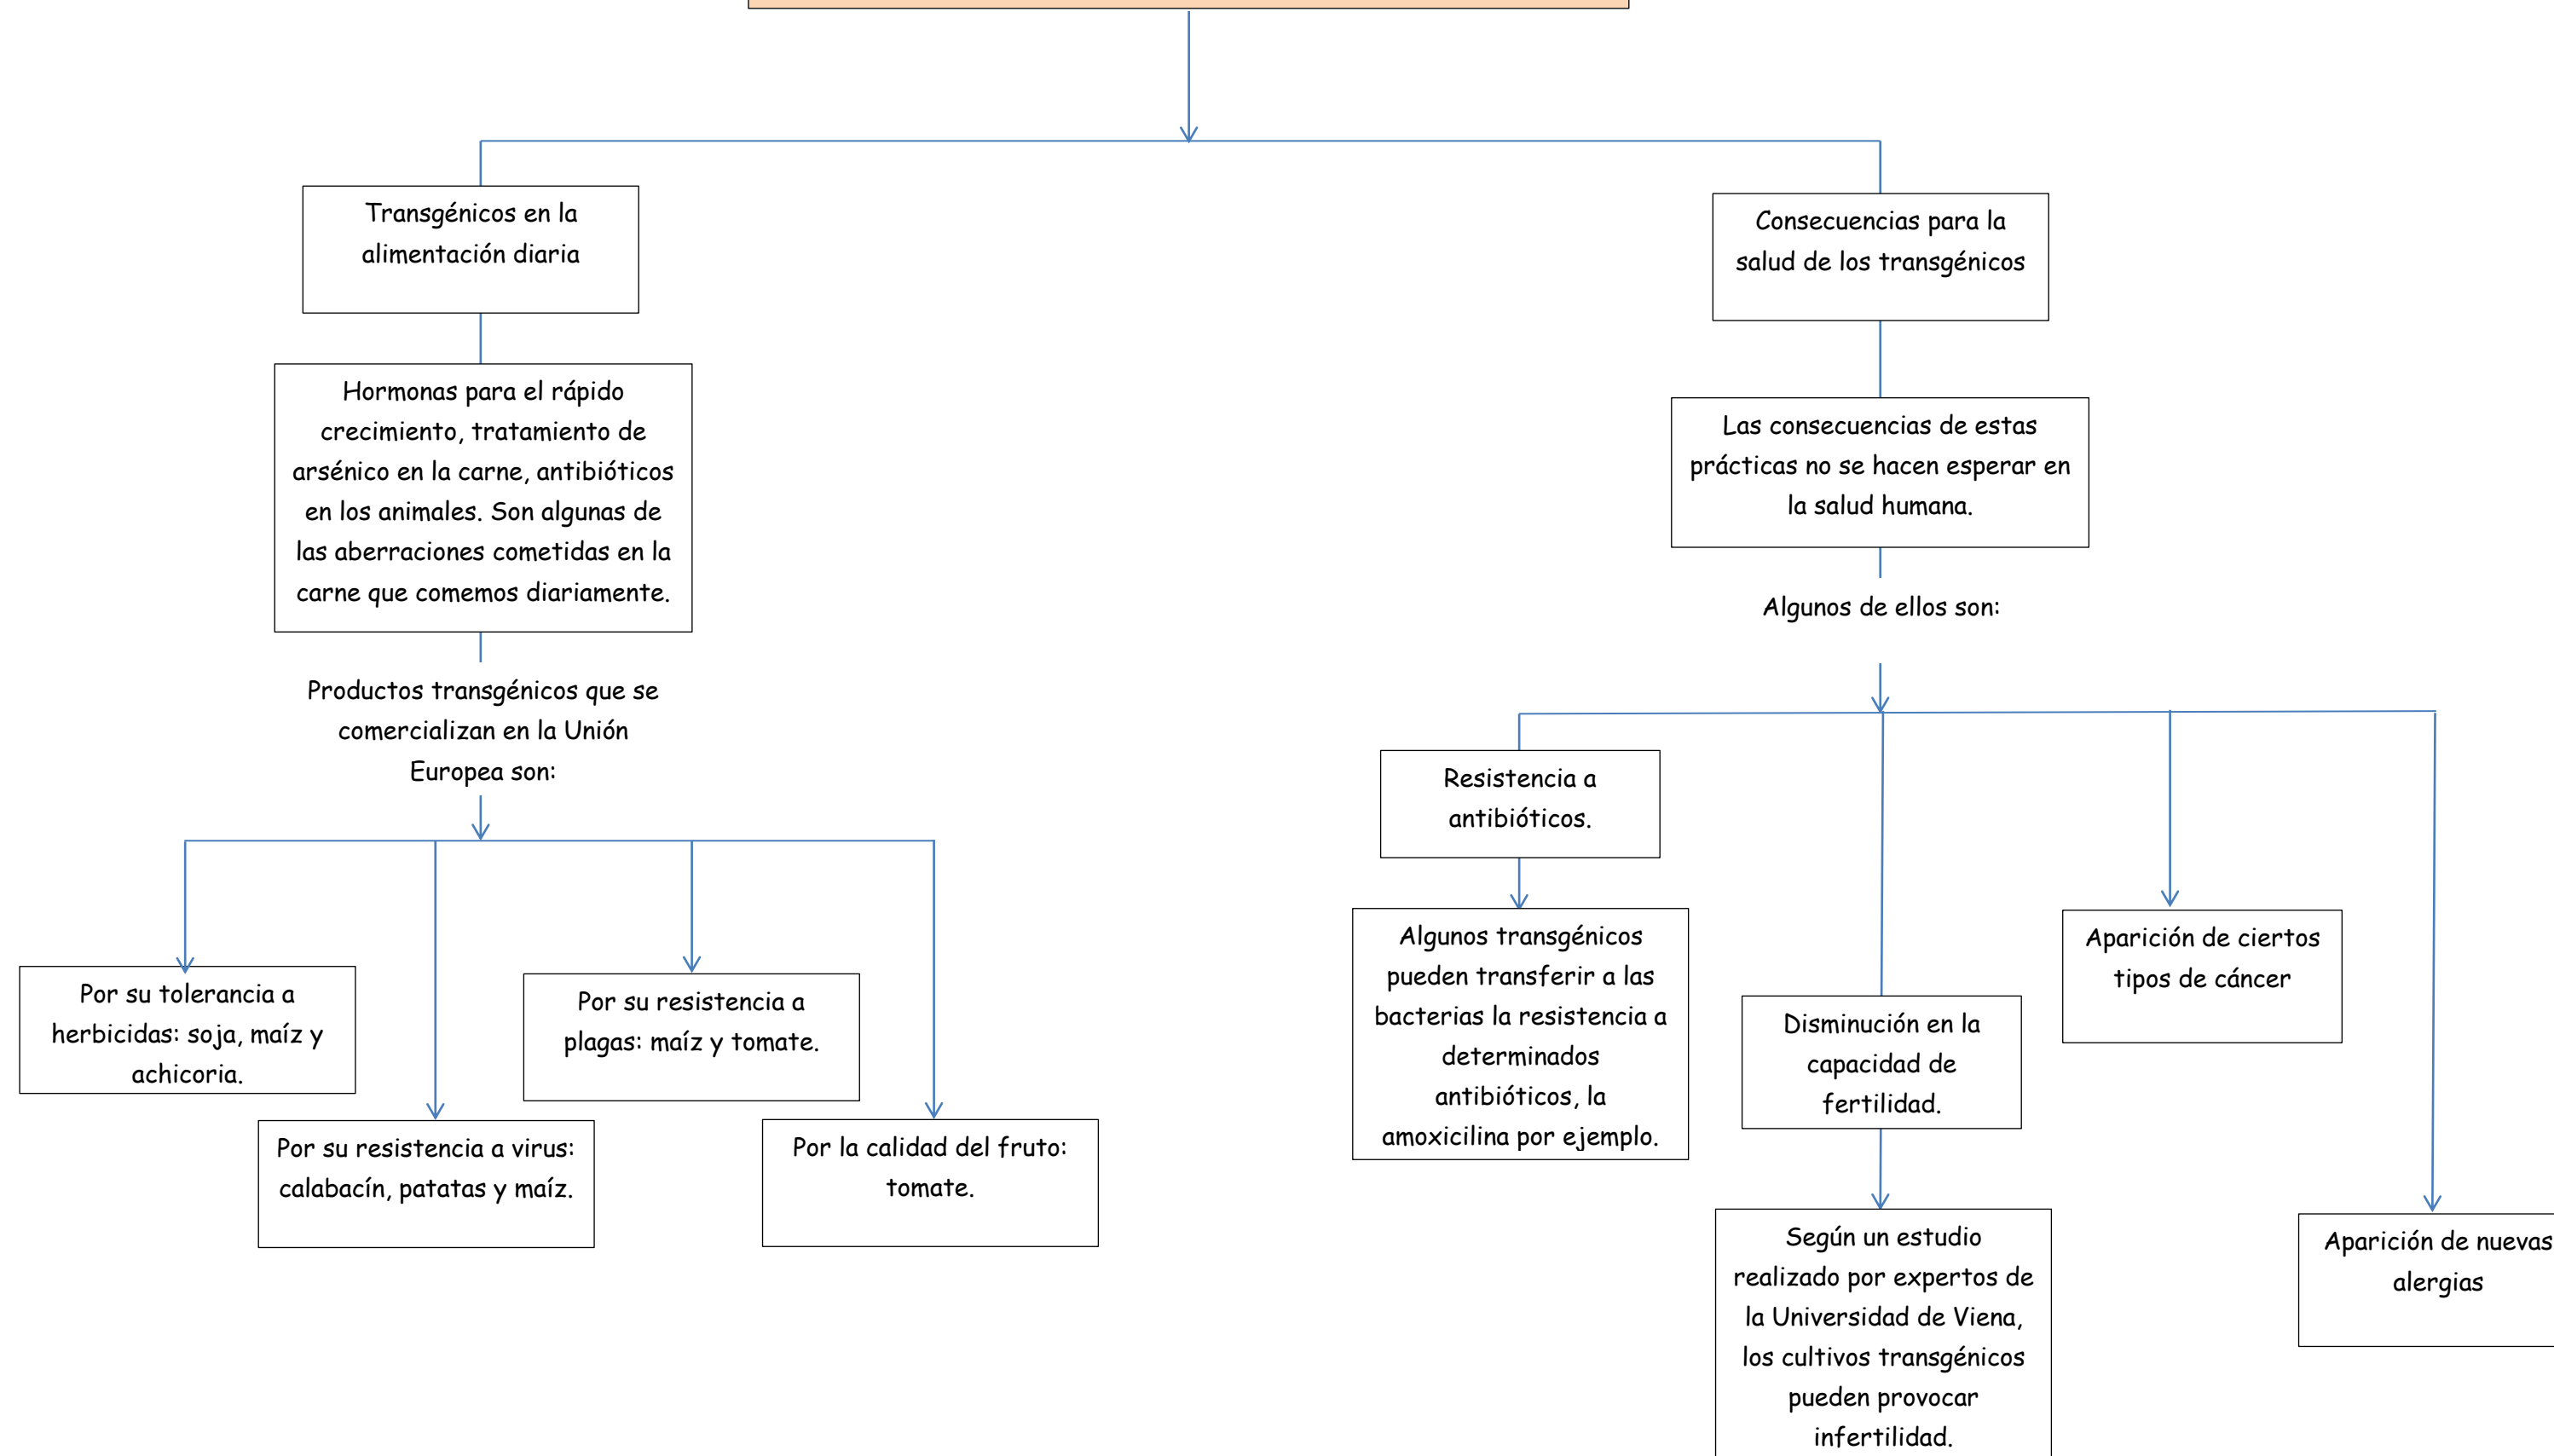 Transgénicos en la
alimentación diaria
Hormonas para el rápido
crecimiento, tratamiento de
arsénico en la carne, antibióticos
en los animales. Son algunas de
las aberraciones cometidas en la
carne que comemos diariamente.
Productos transgénicos que se
comercializan en la Unión
Europea son:
Por su tolerancia a
herbicidas: soja, maíz y
achicoria.
Por su resistencia a virus:
calabacín, patatas y maíz.
Por su resistencia a
plagas: maíz y tomate.
Por la calidad del fruto:
tomate.
Consecuencias para la
salud de los transgénicos
Las consecuencias de estas
prácticas no se hacen esperar en
la salud humana.
Algunos de ellos son:
Resistencia a
antibióticos.
Algunos transgénicos
pueden transferir a las
bacterias la resistencia a
determinados
antibióticos, la
amoxicilina por ejemplo.
Disminución en la
capacidad de
fertilidad.
Según un estudio
realizado por expertos de
la Universidad de Viena,
los cultivos transgénicos
pueden provocar
infertilidad.
Aparición de ciertos
tipos de cáncer
Aparición de nuevas
alergias